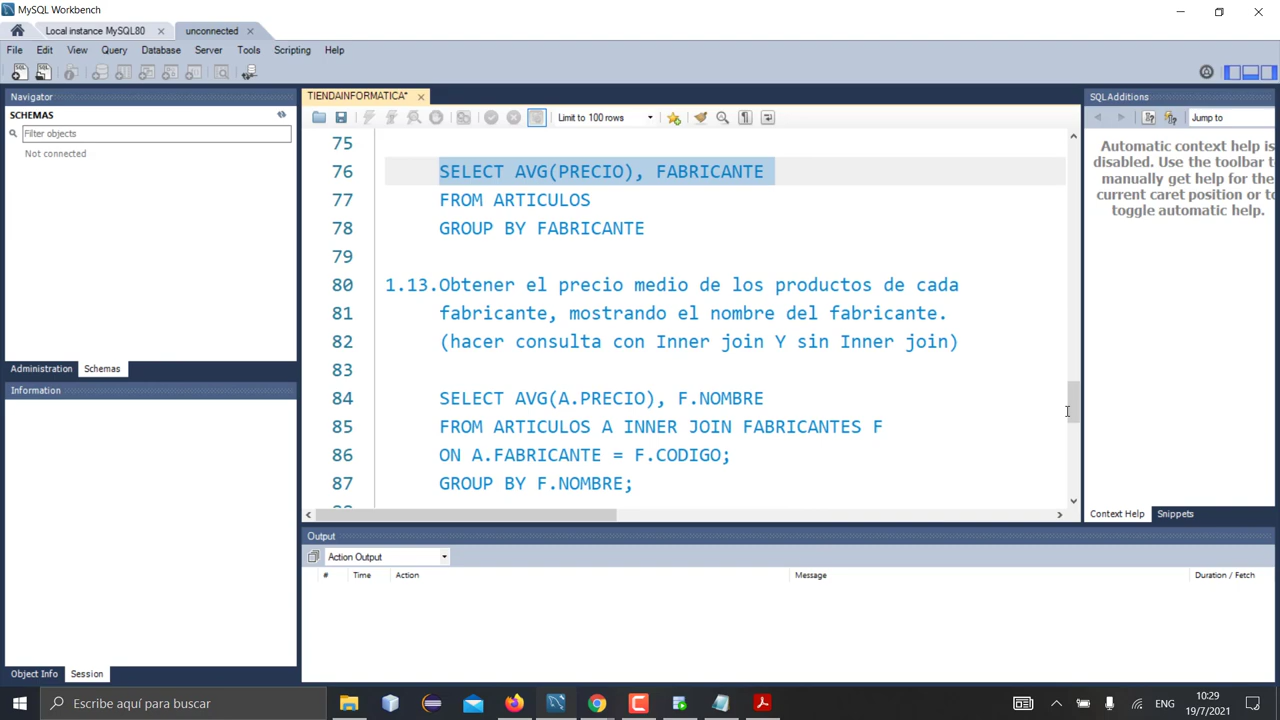 MySQL Workbench
Local instance MySQL80
unconnected
File Edit View Query Database Server Tools Scripting Help
Navigator
SCHEMAS
Filter objects
Not connected
Administration Schemas
Information
Object Info Session
TIENDAINFORMATICA*
Limit to 100 rows
75
76 SELECT AVG(PRECIO), FABRICANTE
77 FROM ARTICULOS
78 GROUP BY FABRICANTE
79
80 1.13.Obtener el precio medio de los productos de cada
81 fabricante, mostrando el nombre del fabricante.
82 (hacer consulta con Inner join Y sin Inner join)
83
84 SELECT AVG(A.PRECIO), F.NOMBRE
85 FROM ARTICULOS A INNER JOIN FABRICANTES F
86 ON A.FABRICANTE = F.CODIGO;
87 GROUP BY F.NOMBRE;
SQLAdditions
Jump to
Automatic context help is
disabled. Use the toolbar t
manually get help for the
current caret position or to
toggle automatic help.
Context Help Snippets
Output
Action Output
# Time Action Message Duration / Fetch
Escribe aquí para buscar
ENG
10:29
19/7/2021